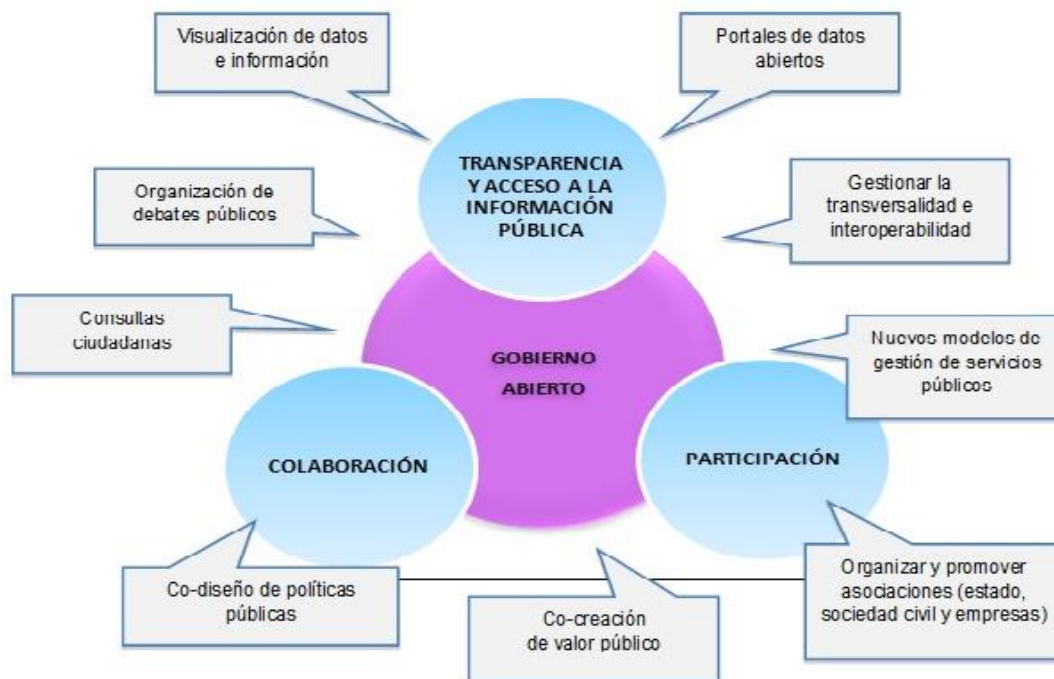 Visualización de datos
e información
Portales de datos
abiertos
TRANSPARENCIA
Y ACCESO A LA
INFORMACIÓN
PÚBLICA
Organización de
debates públicos
Gestionar la
transversalidad e
interoperabilidad
Consultas
ciudadanas
GOBIERNO
ABIERTO
Nuevos modelos de
gestión de servicios
públicos
COLABORACIÓN
PARTICIPACIÓN
Co-diseño de políticas
públicas
Co-creación
de valor público
Organizar y promover
asociaciones (estado,
sociedad civil y empresas)